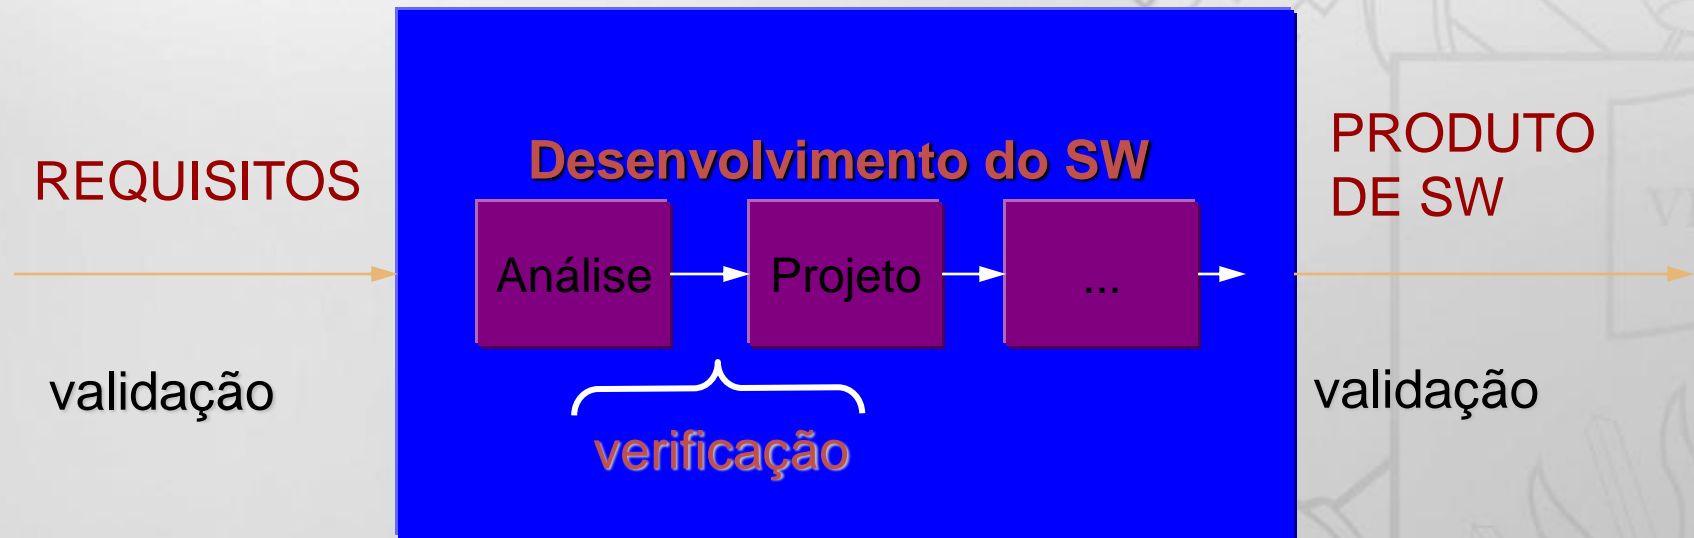 REQUISITOS
Desenvolvimento do SW
PRODUTO
DE SW
Análise
Projeto
...
validação
verificação
validação